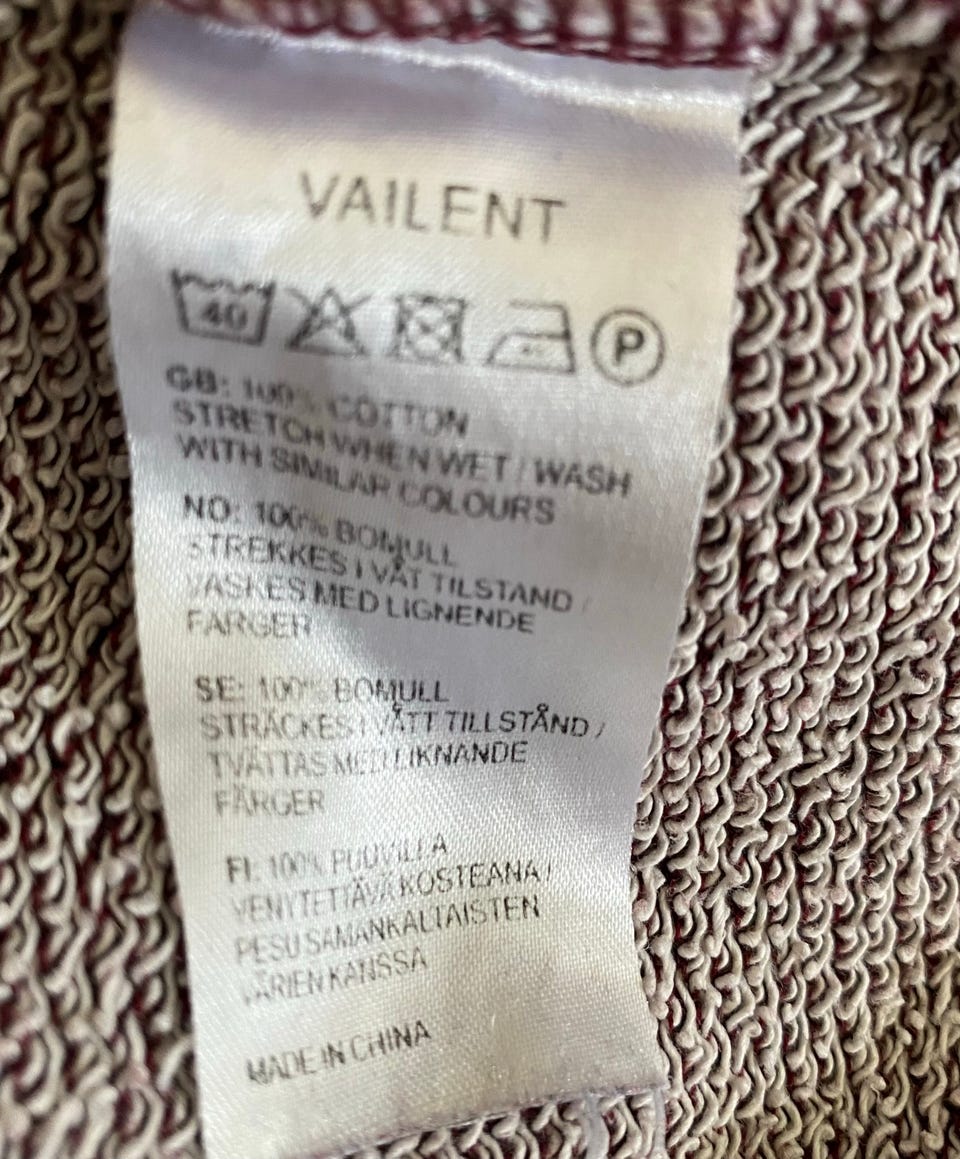 VAILENT
40 P
GB: 100% COTTON
STRETCH WHEN WET / WASH
WITH SIMILAR COLOURS
NO: 100% BOMULL
STREKKES I VÅT TILSTAND /
VASKES MED LIGNENDE
FARGER
SE: 100% BOMULL
STRÄCKES I VÅTT TILLSTÅND /
TVÄTTAS MED LIKNANDE
FÄRGER
FI: 100% PUUVILLA
VENYTETTÄVÄ KOSTEANA /
PESU SAMANKALTAISTEN
VÄRIEN KANSSA
MADE IN CHINA